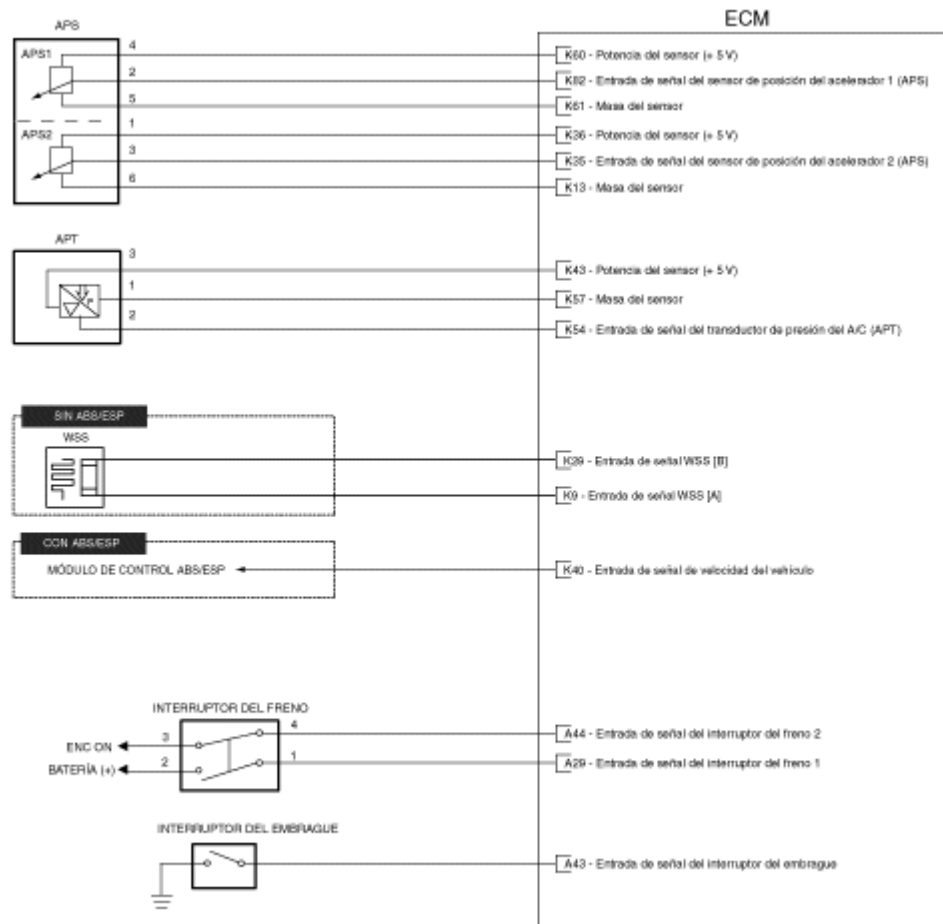 ECM
APS
APS1
4
K60 - Potencia del sensor (+ 5 V)
2
K82 - Entrada de señal del sensor de posición del acelerador 1 (APS)
5
K61 - Masa del sensor
APS2
1
K36 - Potencia del sensor (+ 5 V)
3
K35 - Entrada de señal del sensor de posición del acelerador 2 (APS)
6
K13 - Masa del sensor
APT
3
K43 - Potencia del sensor (+ 5 V)
1
K57 - Masa del sensor
2
K54 - Entrada de señal del transductor de presión del A/C (APT)
SIN ABS/ESP
WSS
K29 - Entrada de señal WSS [B]
K9 - Entrada de señal WSS [A]
CON ABS/ESP
MÓDULO DE CONTROL ABS/ESP
K40 - Entrada de señal de velocidad del vehículo
INTERRUPTOR DEL FRENO
ENC ON
3
4
A44 - Entrada de señal del interruptor del freno 2
BATERÍA (+)
2
1
A29 - Entrada de señal del interruptor del freno 1
INTERRUPTOR DEL EMBRAGUE
A43 - Entrada de señal del interruptor del embrague